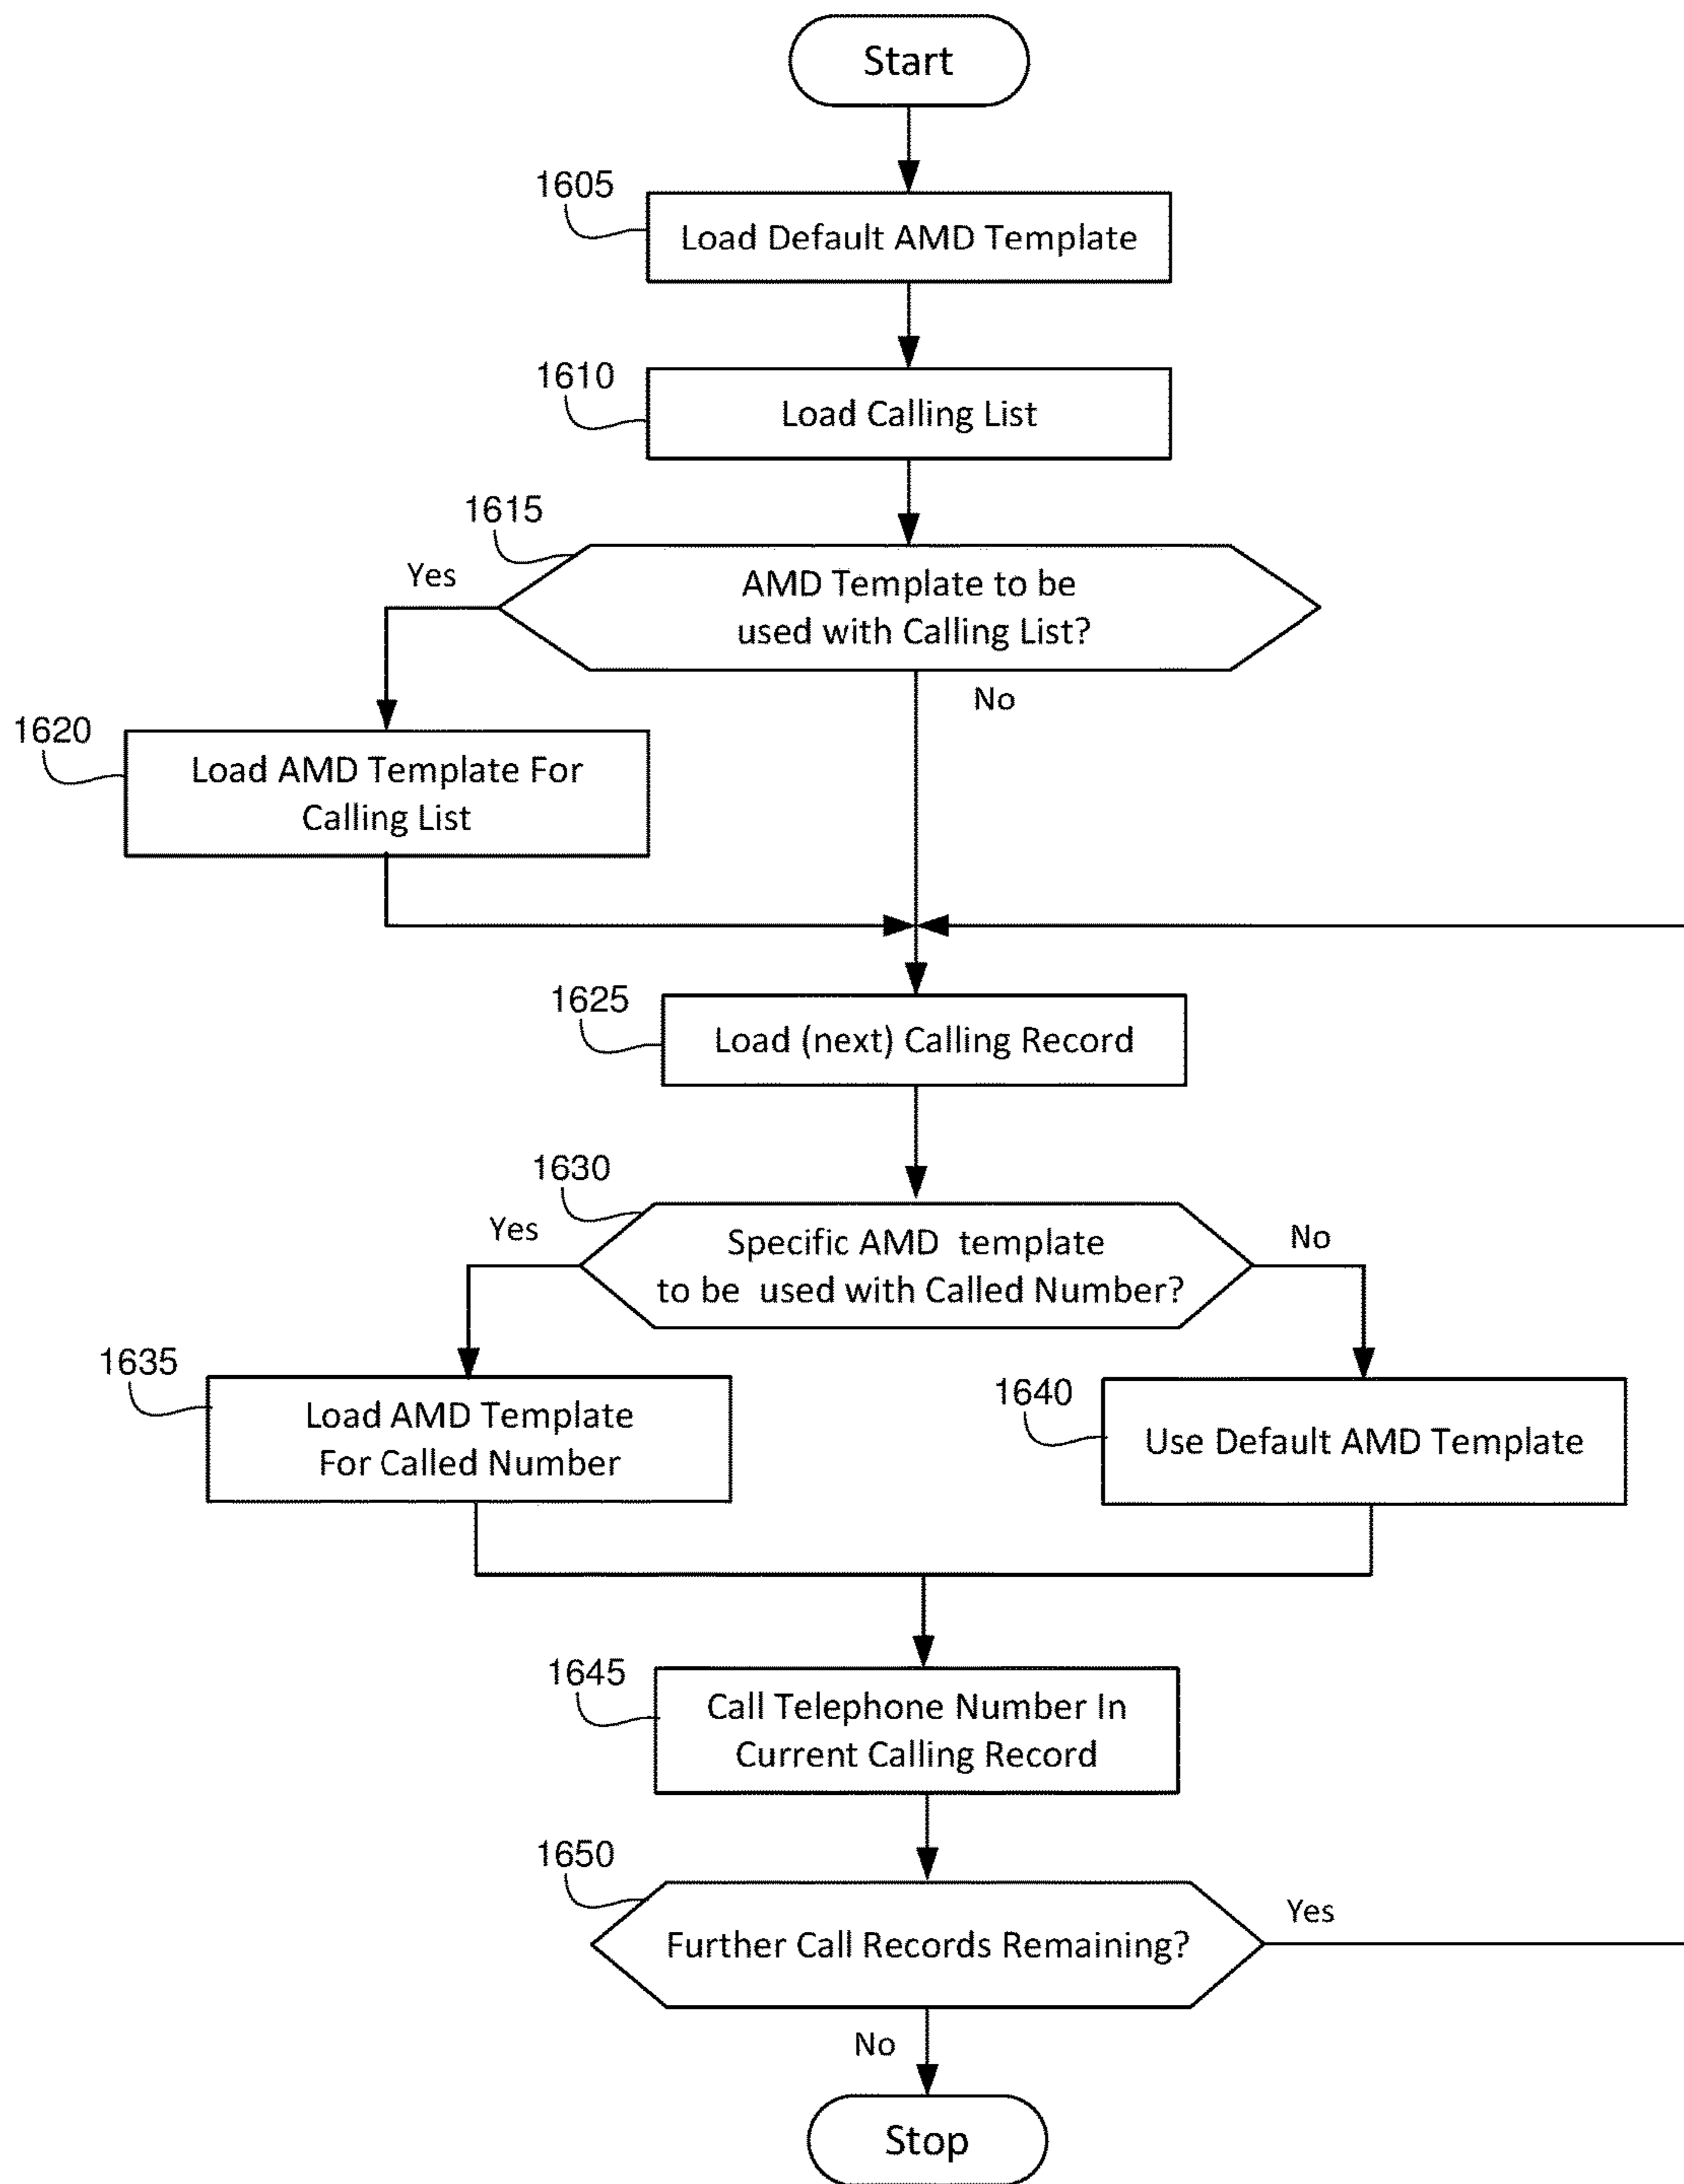 Start
1605
Load Default AMD Template
1610
Load Calling List
1615
Yes
AMD Template to be
used with Calling List?
No
1620
Load AMD Template For
Calling List
1625
Load (next) Calling Record
1630
Yes
Specific AMD template
to be used with Called Number?
No
1635
Load AMD Template
For Called Number
1640
Use Default AMD Template
1645
Call Telephone Number In
Current Calling Record
1650
Further Call Records Remaining?
Yes
No
Stop